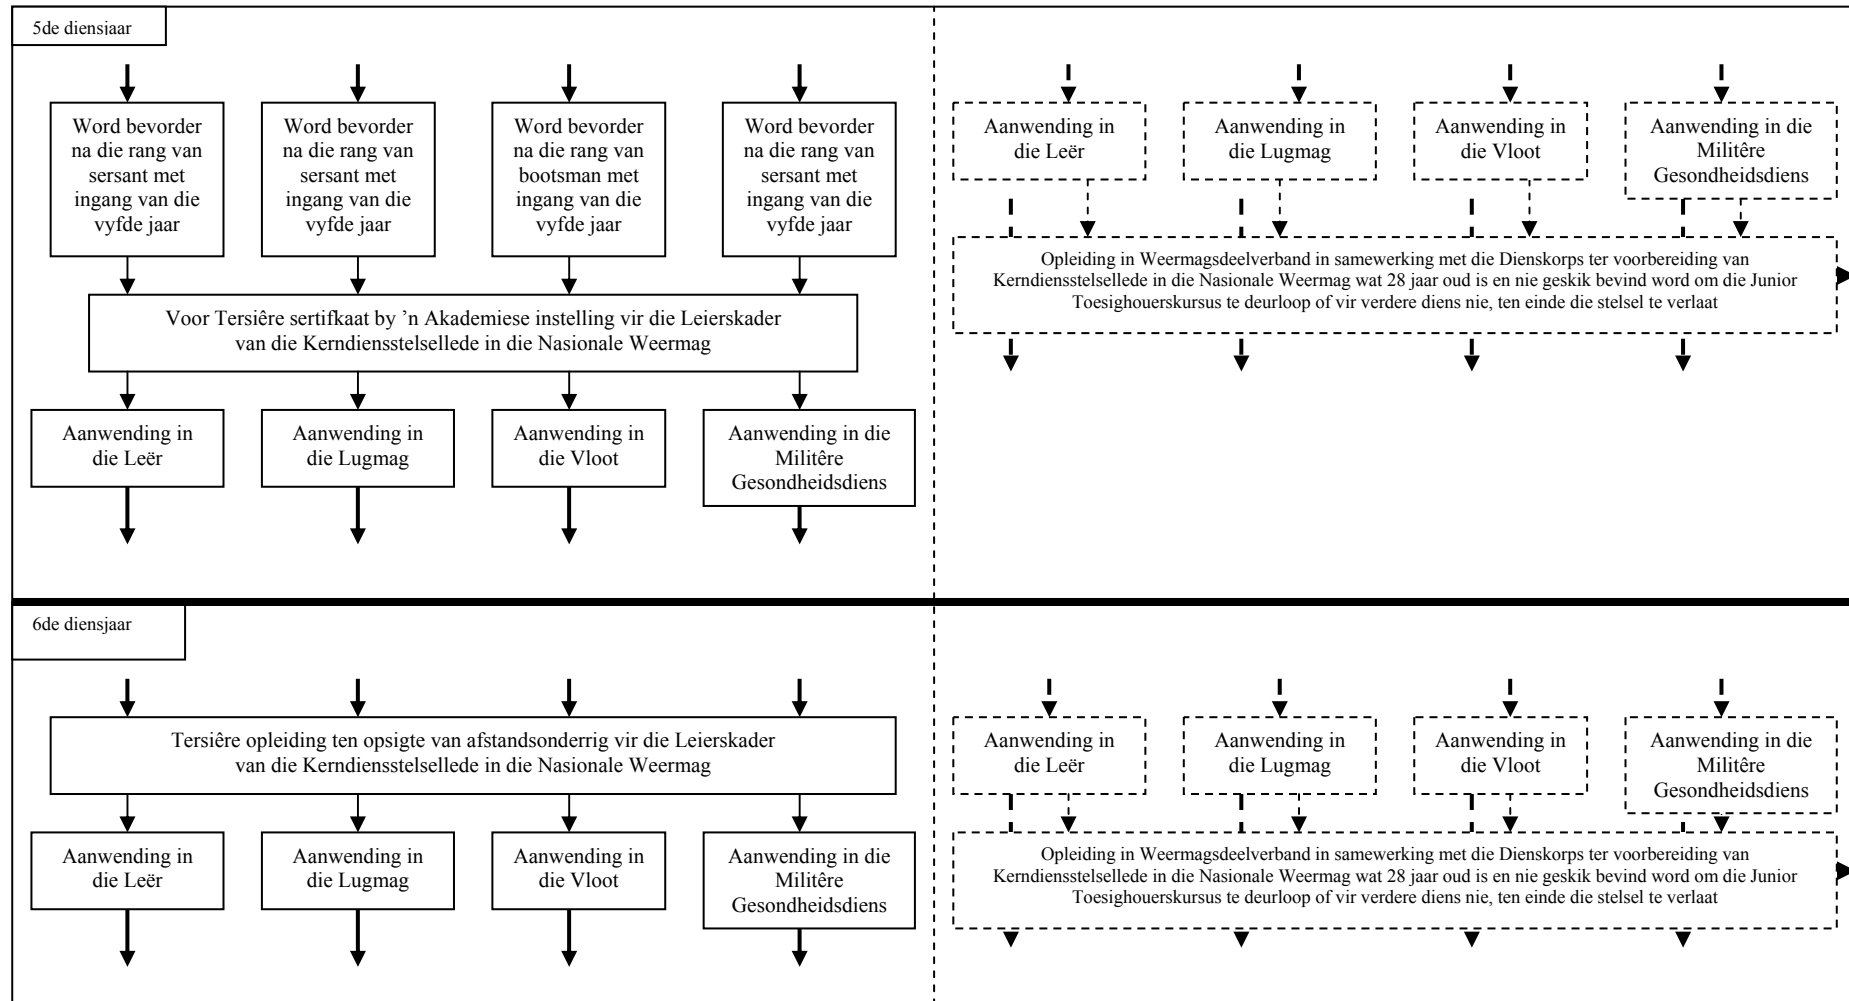 5de diensjaar
Word bevorder
na die rang van
sersant met
ingang van die
vyfde jaar
Word bevorder
na die rang van
sersant met
ingang van die
vyfde jaar
Word bevorder
na die rang van
bootsman met
ingang van die
vyfde jaar
Word bevorder
na die rang van
sersant met
ingang van die
vyfde jaar
Voor Tersiêre sertifkaat by ’n Akademiese instelling vir die Leierskader
van die Kerndiensstelsellede in die Nasionale Weermag
Aanwending in
die Leër
Aanwending in
die Lugmag
Aanwending in
die Vloot
Aanwending in die
Militêre
Gesondheidsdiens
Aanwending in
die Leër
Aanwending in
die Lugmag
Aanwending in
die Vloot
Aanwending in die
Militêre
Gesondheidsdiens
Opleiding in Weermagsdeelverband in samewerking met die Dienskorps ter voorbereiding van
Kerndiensstelsellede in die Nasionale Weermag wat 28 jaar oud is en nie geskik bevind word om die Junior
Toesighouerskursus te deurloop of vir verdere diens nie, ten einde die stelsel te verlaat
6de diensjaar
Tersiêre opleiding ten opsigte van afstandsonderrig vir die Leierskader
van die Kerndiensstelsellede in die Nasionale Weermag
Aanwending in
die Leër
Aanwending in
die Lugmag
Aanwending in
die Vloot
Aanwending in die
Militêre
Gesondheidsdiens
Aanwending in
die Leër
Aanwending in
die Lugmag
Aanwending in
die Vloot
Aanwending in die
Militêre
Gesondheidsdiens
Opleiding in Weermagsdeelverband in samewerking met die Dienskorps ter voorbereiding van
Kerndiensstelsellede in die Nasionale Weermag wat 28 jaar oud is en nie geskik bevind word om die Junior
Toesighouerskursus te deurloop of vir verdere diens nie, ten einde die stelsel te verlaat